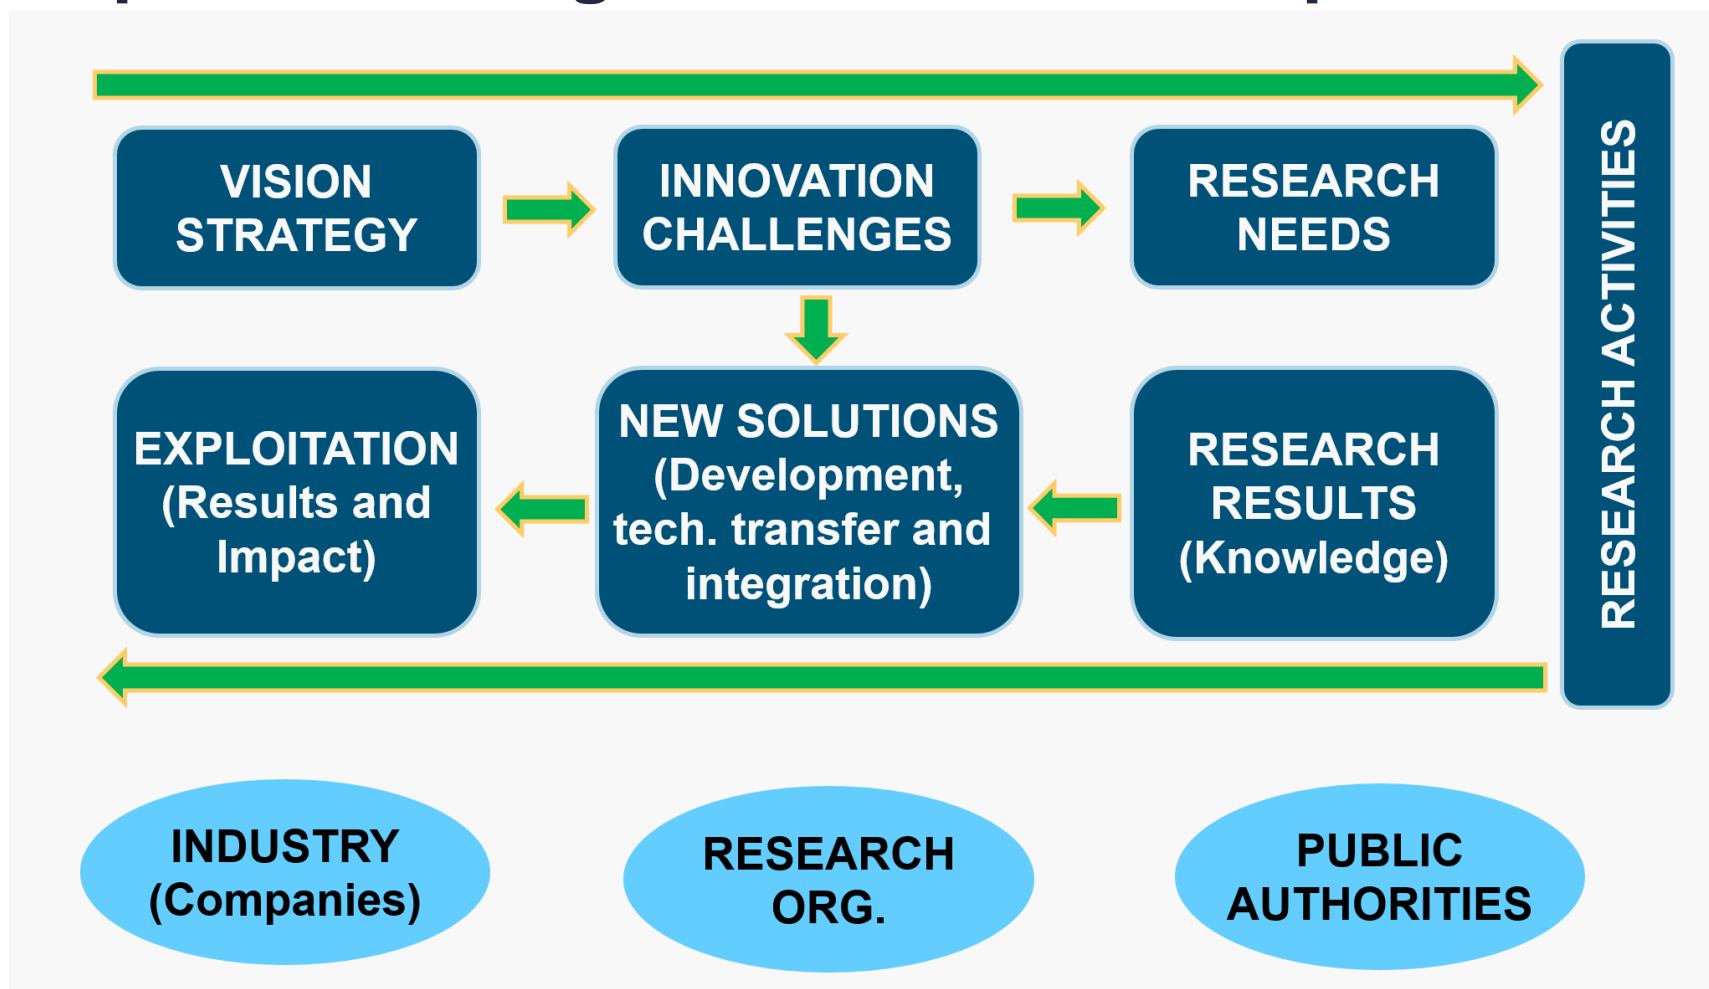 VISION
STRATEGY
INNOVATION
CHALLENGES
RESEARCH
NEEDS
RESEARCH ACTIVITIES
EXPLOITATION
(Results and
Impact)
NEW SOLUTIONS
(Development,
tech. transfer and
integration)
RESEARCH
RESULTS
(Knowledge)
INDUSTRY
(Companies)
RESEARCH
ORG.
PUBLIC
AUTHORITIES